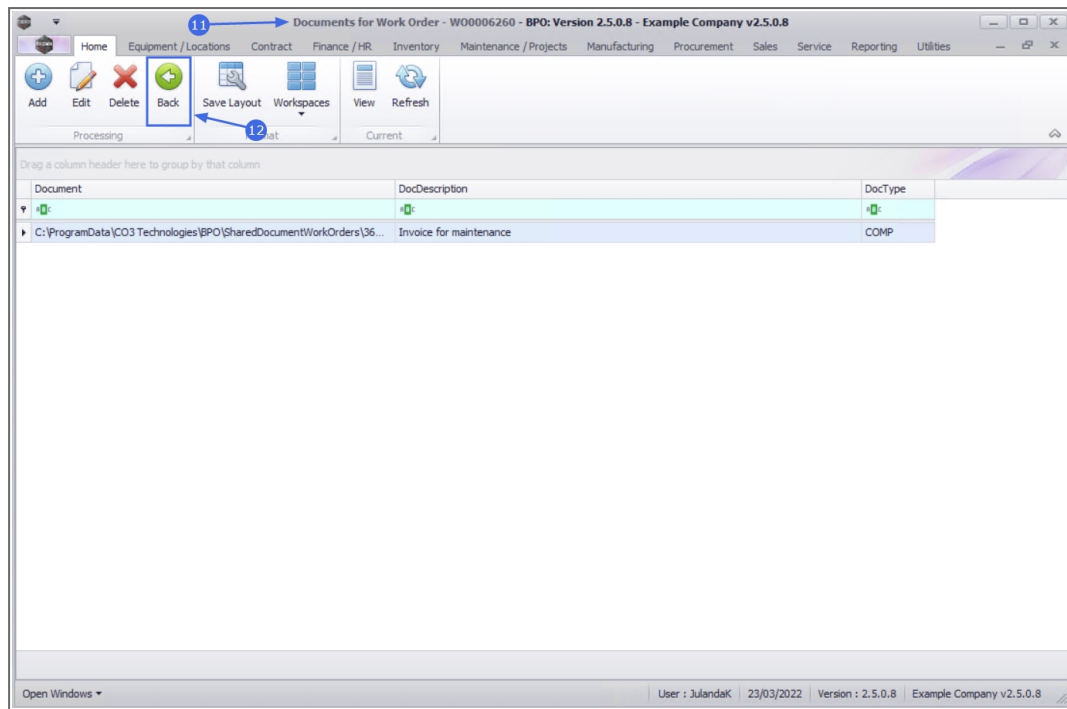 11
Documents for Work Order - WO0006260 - BPO: Version 2.5.0.8 - Example Company v2.5.0.8
Home Equipment / Locations Contract Finance / HR Inventory Maintenance / Projects Manufacturing Procurement Sales Service Reporting Utilities
Add Edit Delete Back Save Layout Workspaces View Refresh
12
Processing Current
Drag a column header here to group by that column
Document DocDescription DocType
C:\ProgramData\CO3 Technologies\BPO\SharedDocumentWorkOrders\36... Invoice for maintenance COMP
Open Windows User : JulandaK 23/03/2022 Version : 2.5.0.8 Example Company v2.5.0.8